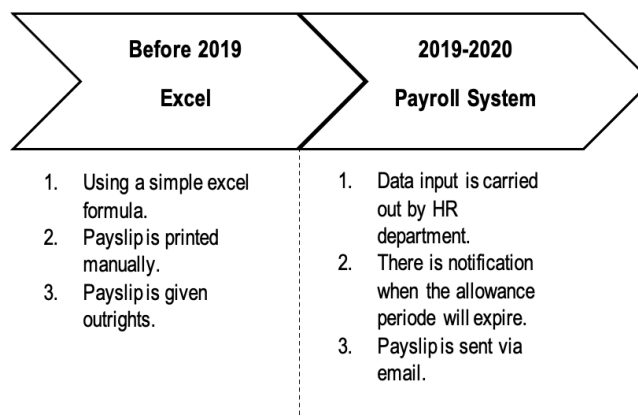 Before 2019
Excel
2019-2020
Payroll System
1. Using a simple excel
formula.
2. Payslip is printed
manually.
3. Payslip is given
outrights.
1. Data input is carried
out by HR
department.
2. There is notification
when the allowance
periode will expire.
3. Payslip is sent via
email.